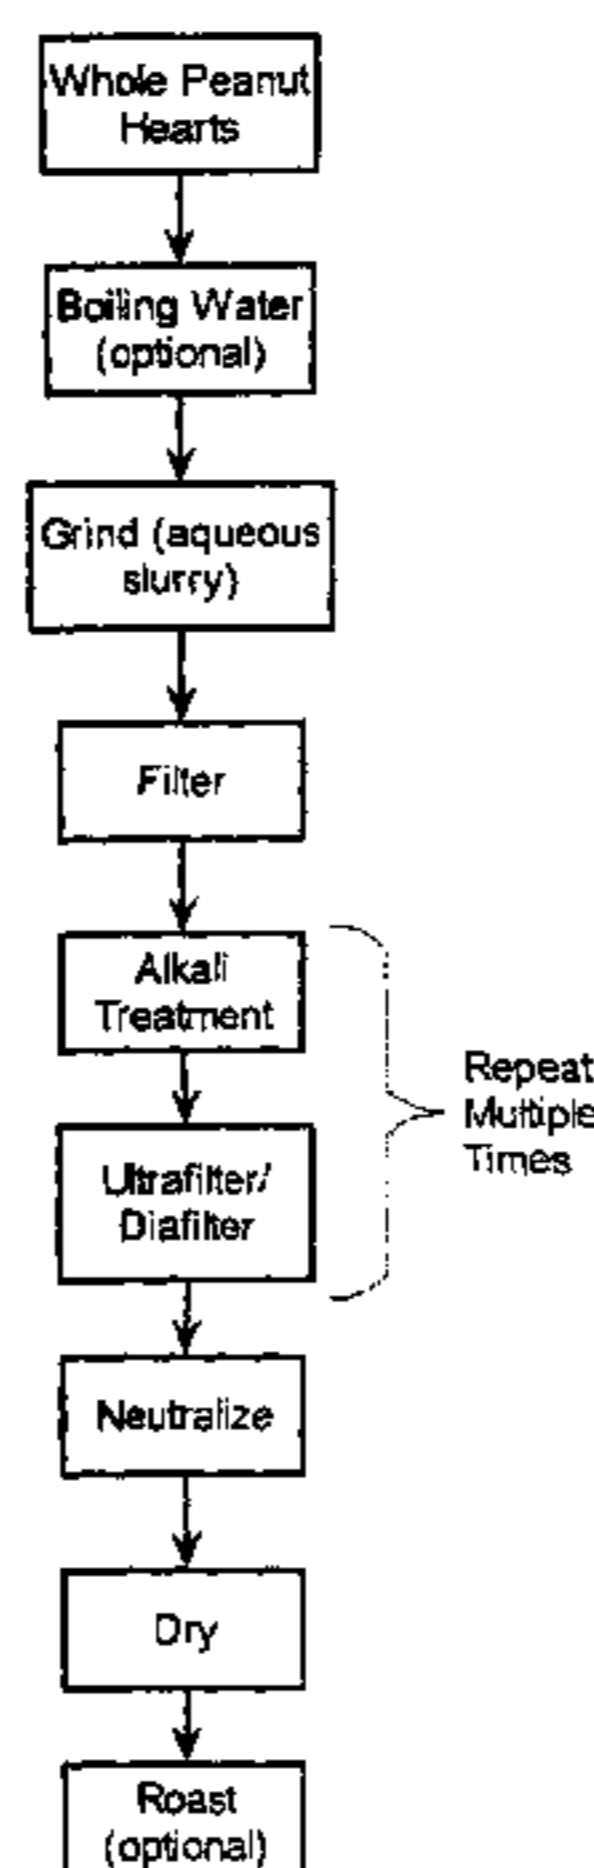 Whole Peanut
Hearts
Boiling Water
(optional)
Grind (aqueous
slurry)
Filter
Alkali
Treatment
Repeat
Multiple
Times
Ultrafilter/
Diafilter
Neutralize
Dry
Roast
(optional)